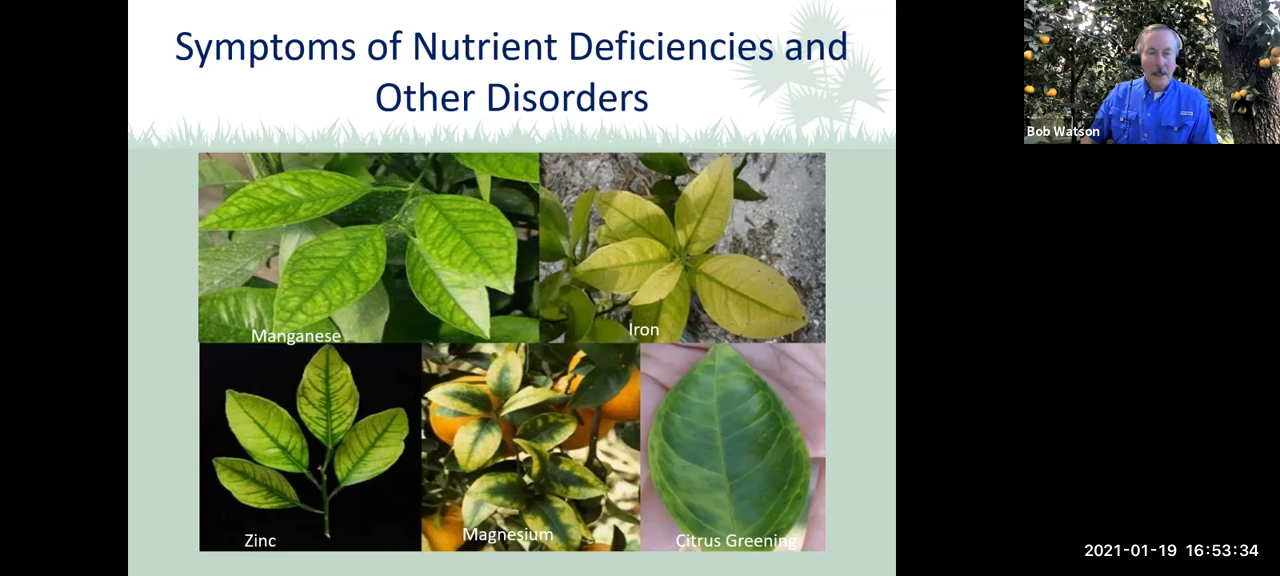 Symptoms of Nutrient Deficiencies and
Other Disorders
Bob Watson
Manganese
Iron
Zinc
Magnesium
Citrus Greening
2021-01-19 16:53:34